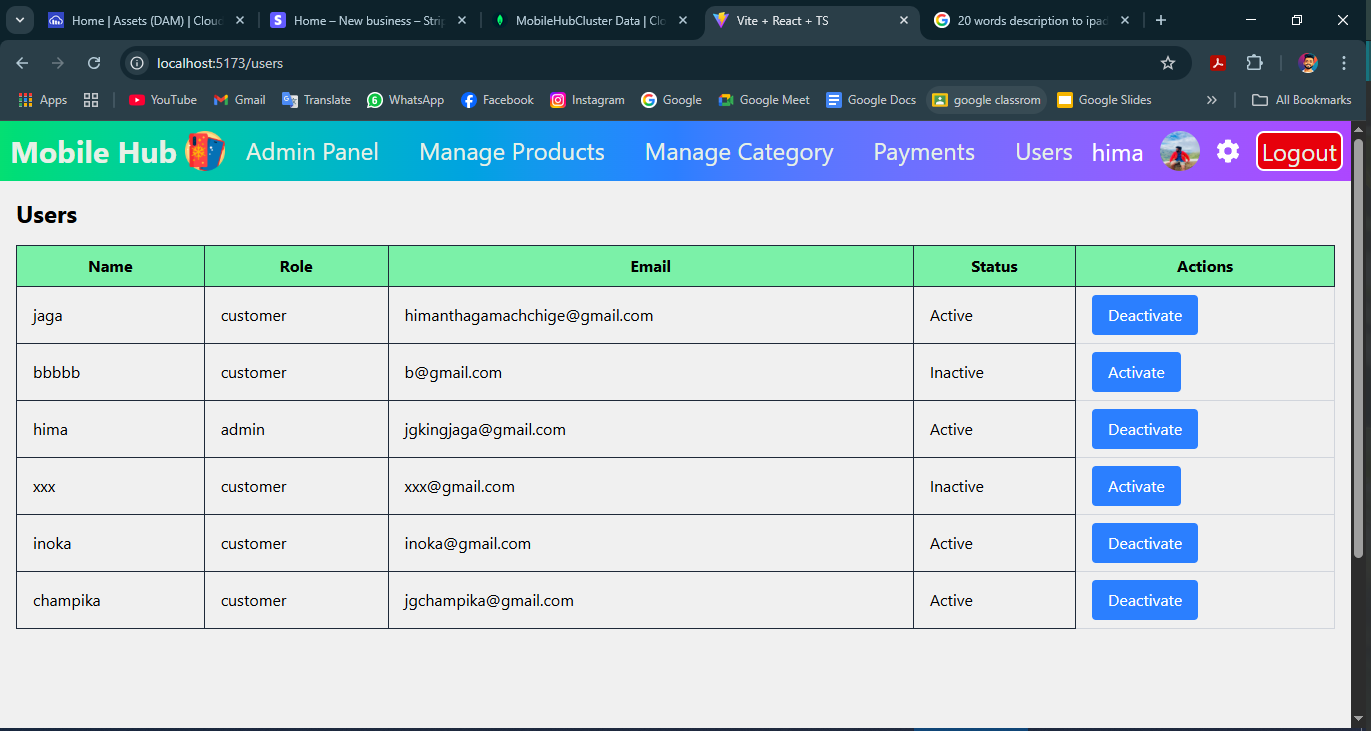 Home | Assets (DAM) | Cloud
Home – New business – Strip
MobileHubCluster Data | Clo
Vite + React + TS
20 words description to ipad
localhost:5173/users
Apps YouTube Gmail Translate WhatsApp Facebook Instagram Google Google Meet Google Docs google classrom Google Slides » All Bookmarks
Mobile Hub Admin Panel Manage Products Manage Category Payments Users hima Logout
Users
Name Role Email Status Actions
jaga customer himanthagamachchige@gmail.com Active Deactivate
bbbbb customer b@gmail.com Inactive Activate
hima admin jgkingjaga@gmail.com Active Deactivate
xxx customer xxx@gmail.com Inactive Activate
inoka customer inoka@gmail.com Active Deactivate
champika customer jgchampika@gmail.com Active Deactivate